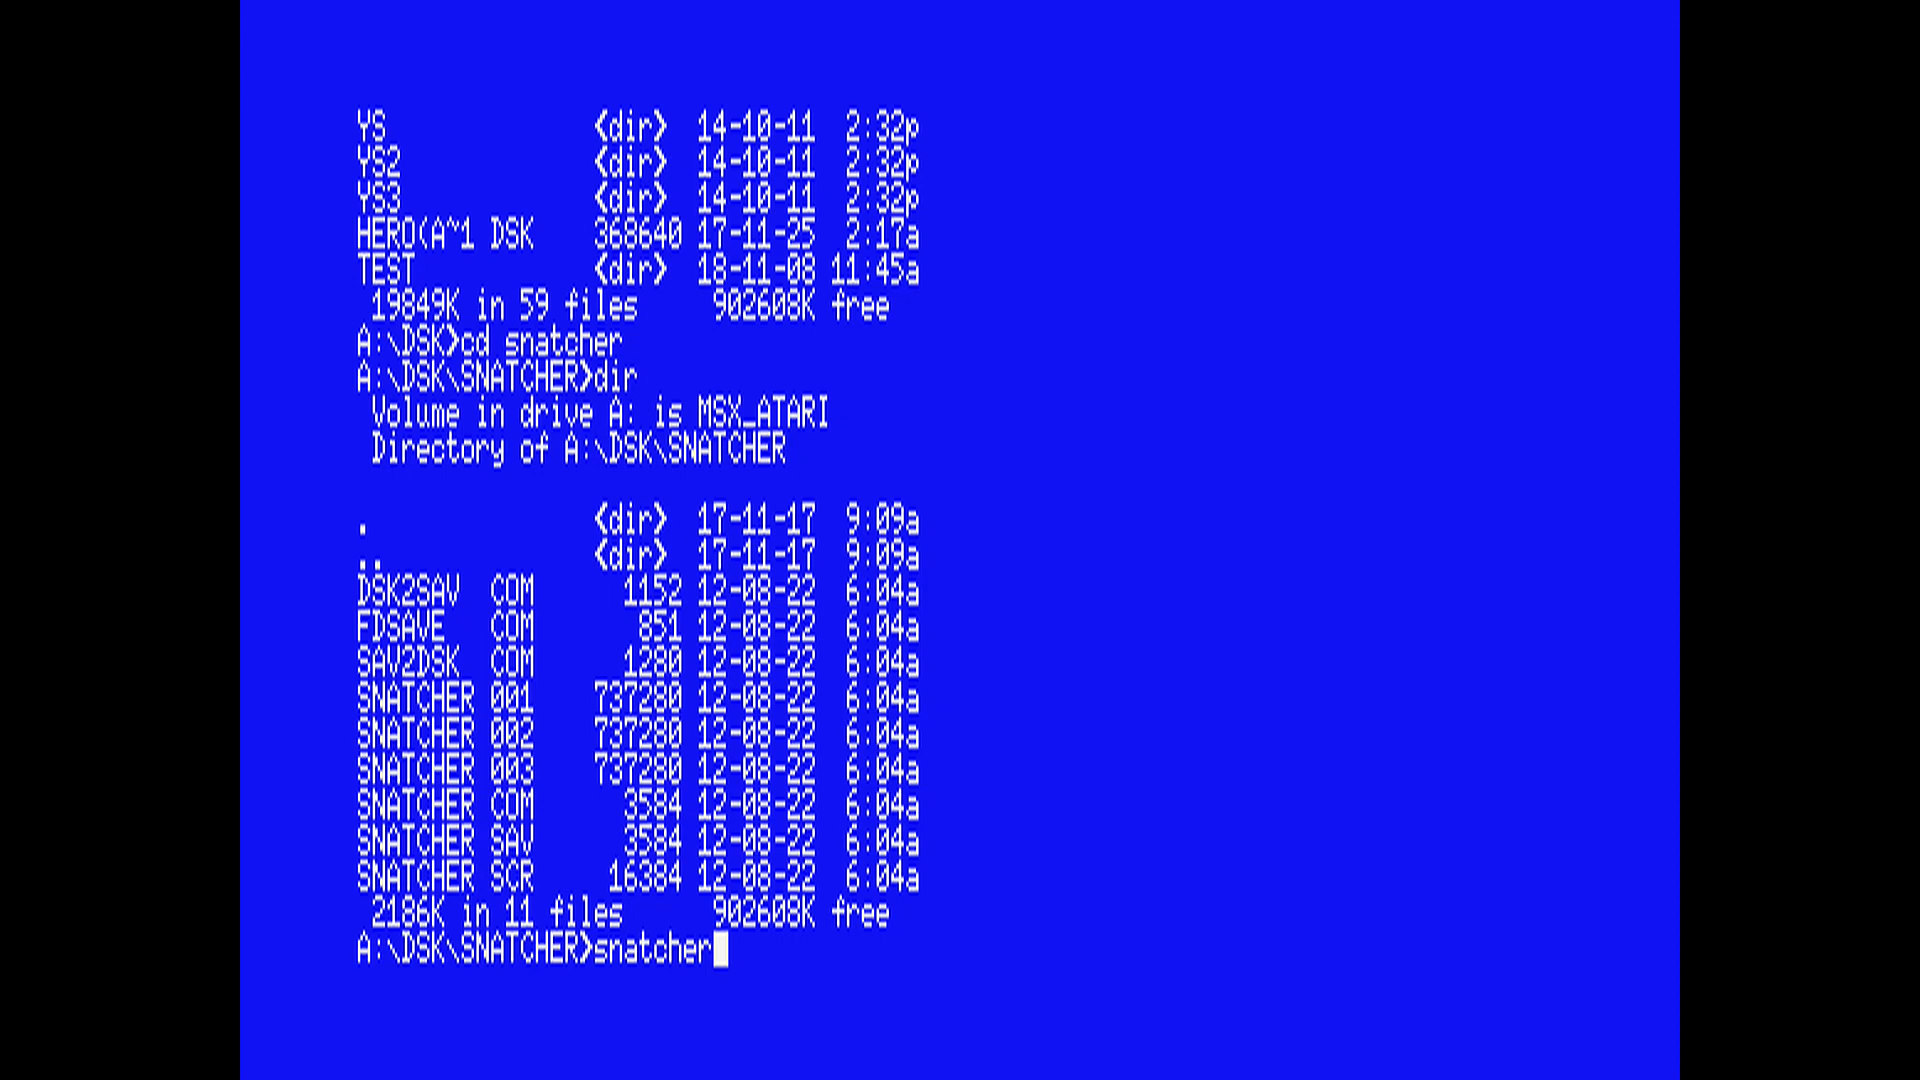 YS <dir> 14-10-11 2:32p
YS2 <dir> 14-10-11 2:32p
YS3 <dir> 14-10-11 2:32p
HERO(A~1 DSK 368640 17-11-25 2:17a
TEST <dir> 18-11-08 11:45a
19849K in 59 files 902608K free
A:\DSK>cd snatcher
A:\DSK\SNATCHER>dir
Volume in drive A: is MSX_ATARI
Directory of A:\DSK\SNATCHER
. <dir> 17-11-17 9:09a
.. <dir> 17-11-17 9:09a
DSK2SAV COM 1152 12-08-22 6:04a
FDSAVE COM 851 12-08-22 6:04a
SAV2DSK COM 1280 12-08-22 6:04a
SNATCHER 001 737280 12-08-22 6:04a
SNATCHER 002 737280 12-08-22 6:04a
SNATCHER 003 737280 12-08-22 6:04a
SNATCHER COM 3584 12-08-22 6:04a
SNATCHER SAV 3584 12-08-22 6:04a
SNATCHER SCR 16384 12-08-22 6:04a
2186K in 11 files 902608K free
A:\DSK\SNATCHER>snatcher